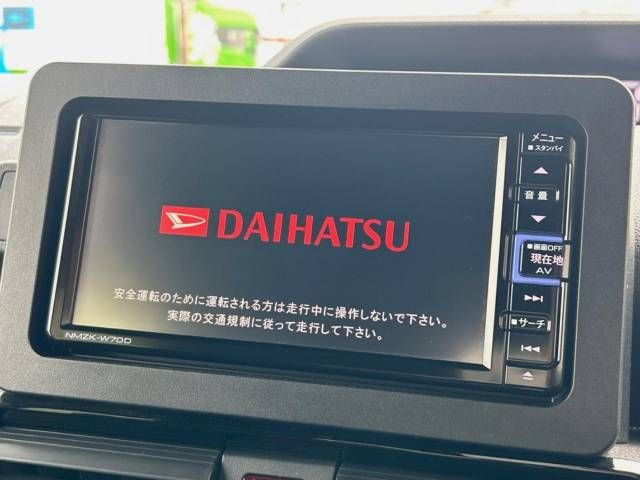 DAIHATSU
安全運転のために運転される方は走行中に操作しないで下さい。
実際の交通規制に従って走行して下さい。
NMZK-W70D
メニュー
■スタンバイ
音量
■画面OFF
現在地
AV
■サーチ